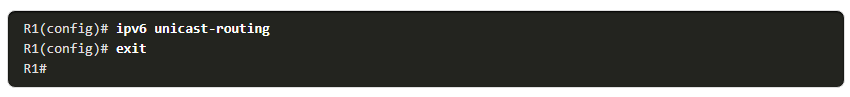 R1(config)# ipv6 unicast-routing
R1(config)# exit
R1#